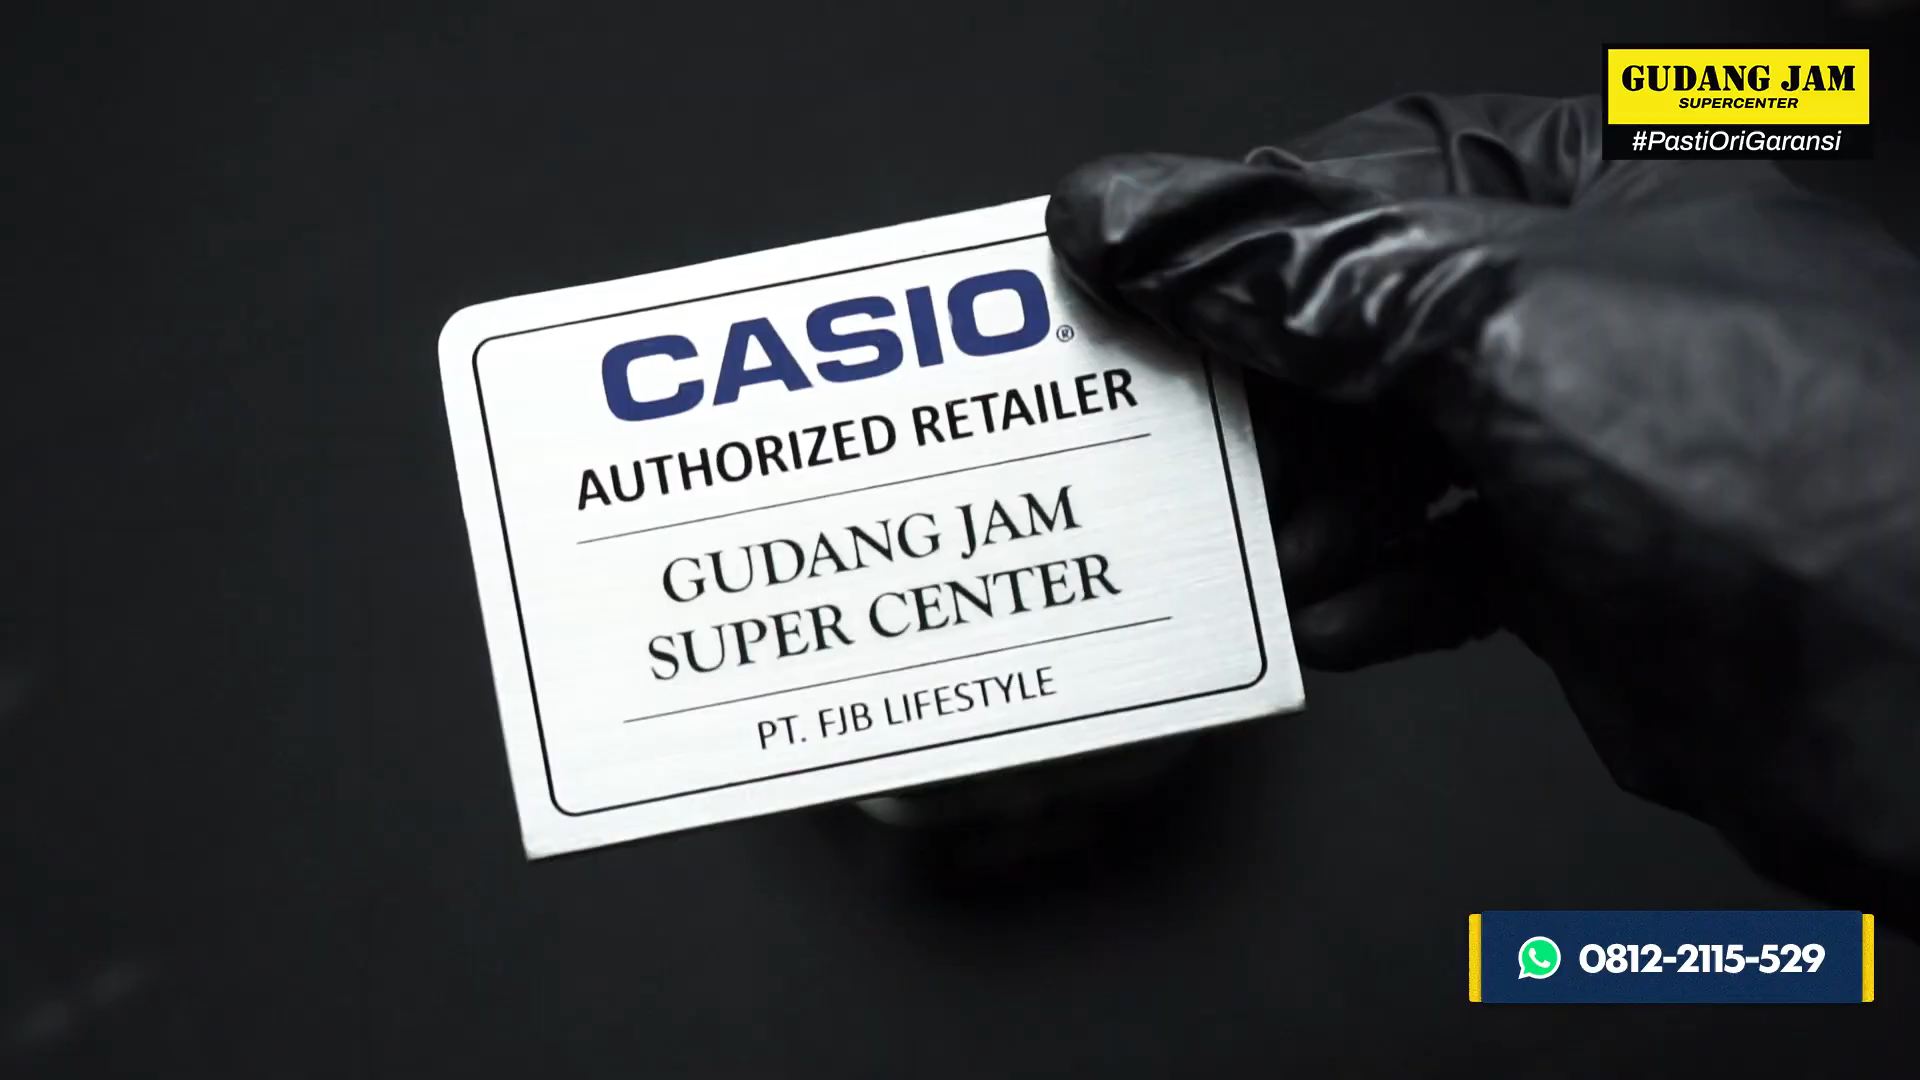 GUDANG JAM
SUPERCENTER
#PastiOriGaransi
CASIO®
AUTHORIZED RETAILER
GUDANG JAM
SUPER CENTER
PT. FJB LIFESTYLE
0812-2115-529